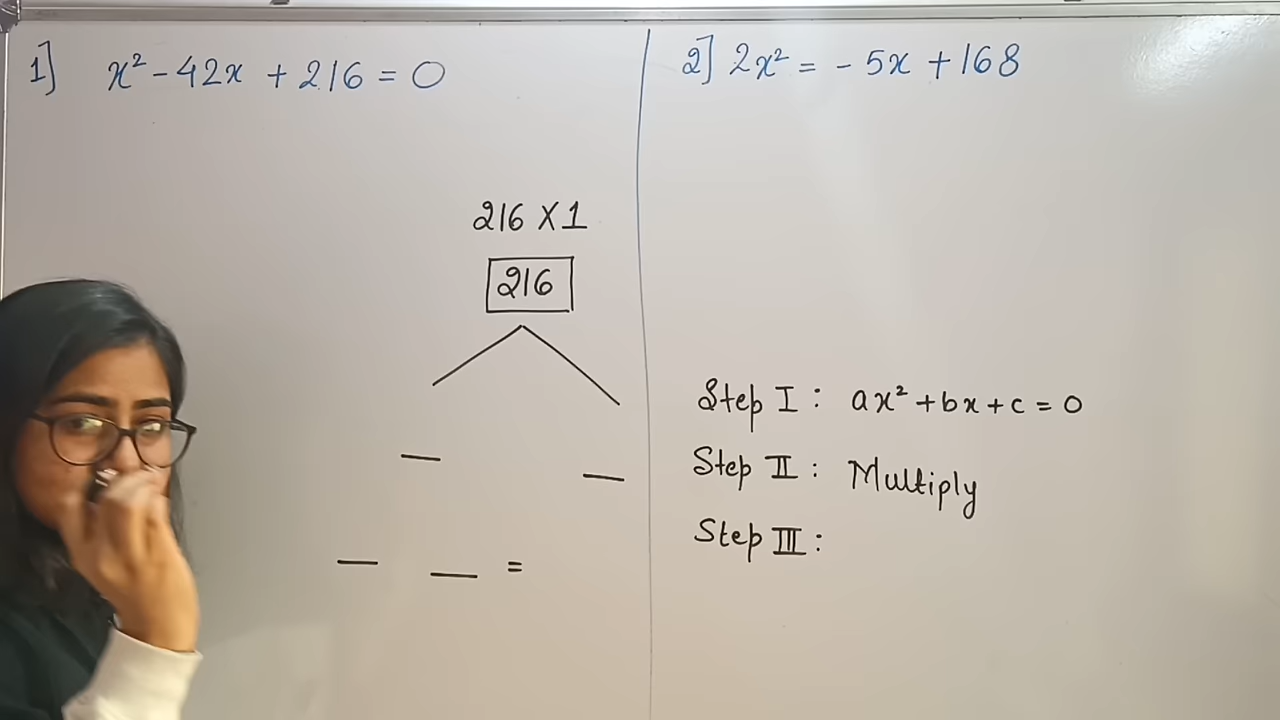 1] x² - 42x + 216 = 0
216 X 1
216
=
2] 2x² = - 5x + 168
Step I : ax² + bx + c = 0
Step II : Multiply
Step III :